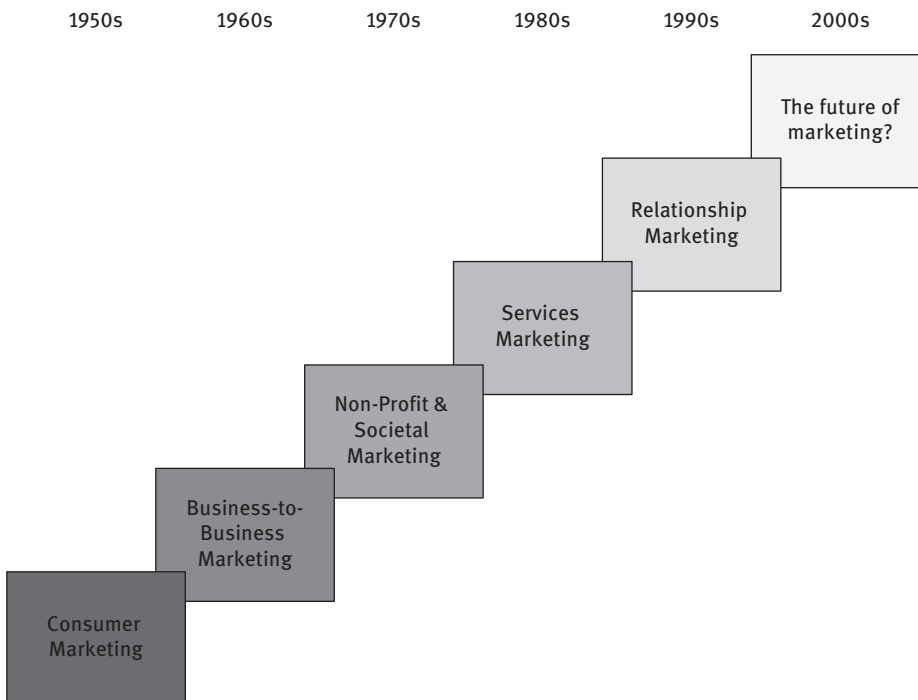 1950s 1960s 1970s 1980s 1990s 2000s
The future of
marketing?
Relationship
Marketing
Services
Marketing
Non-Profit &
Societal
Marketing
Business-to-
Business
Marketing
Consumer
Marketing